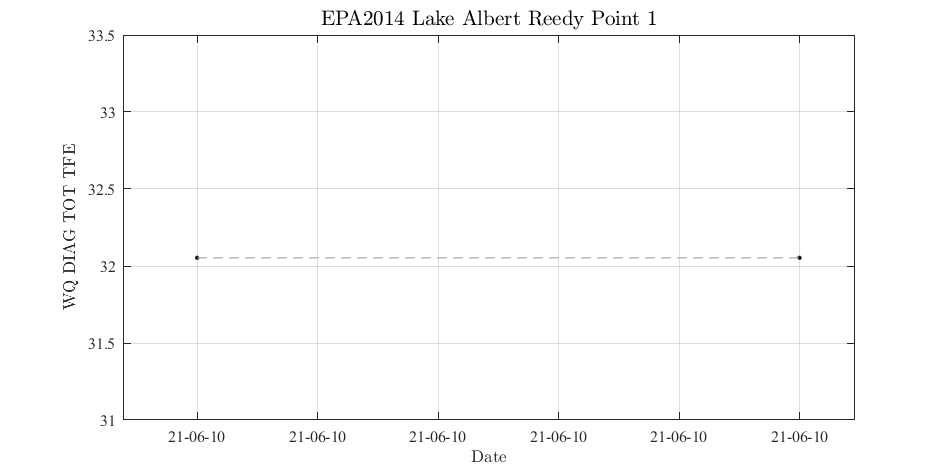 EPA2014 Lake Albert Reedy Point 1
33.5
33
32.5
32
31.5
31
WQ DIAG TOT TFE
21-06-10 21-06-10 21-06-10 21-06-10 21-06-10 21-06-10
Date